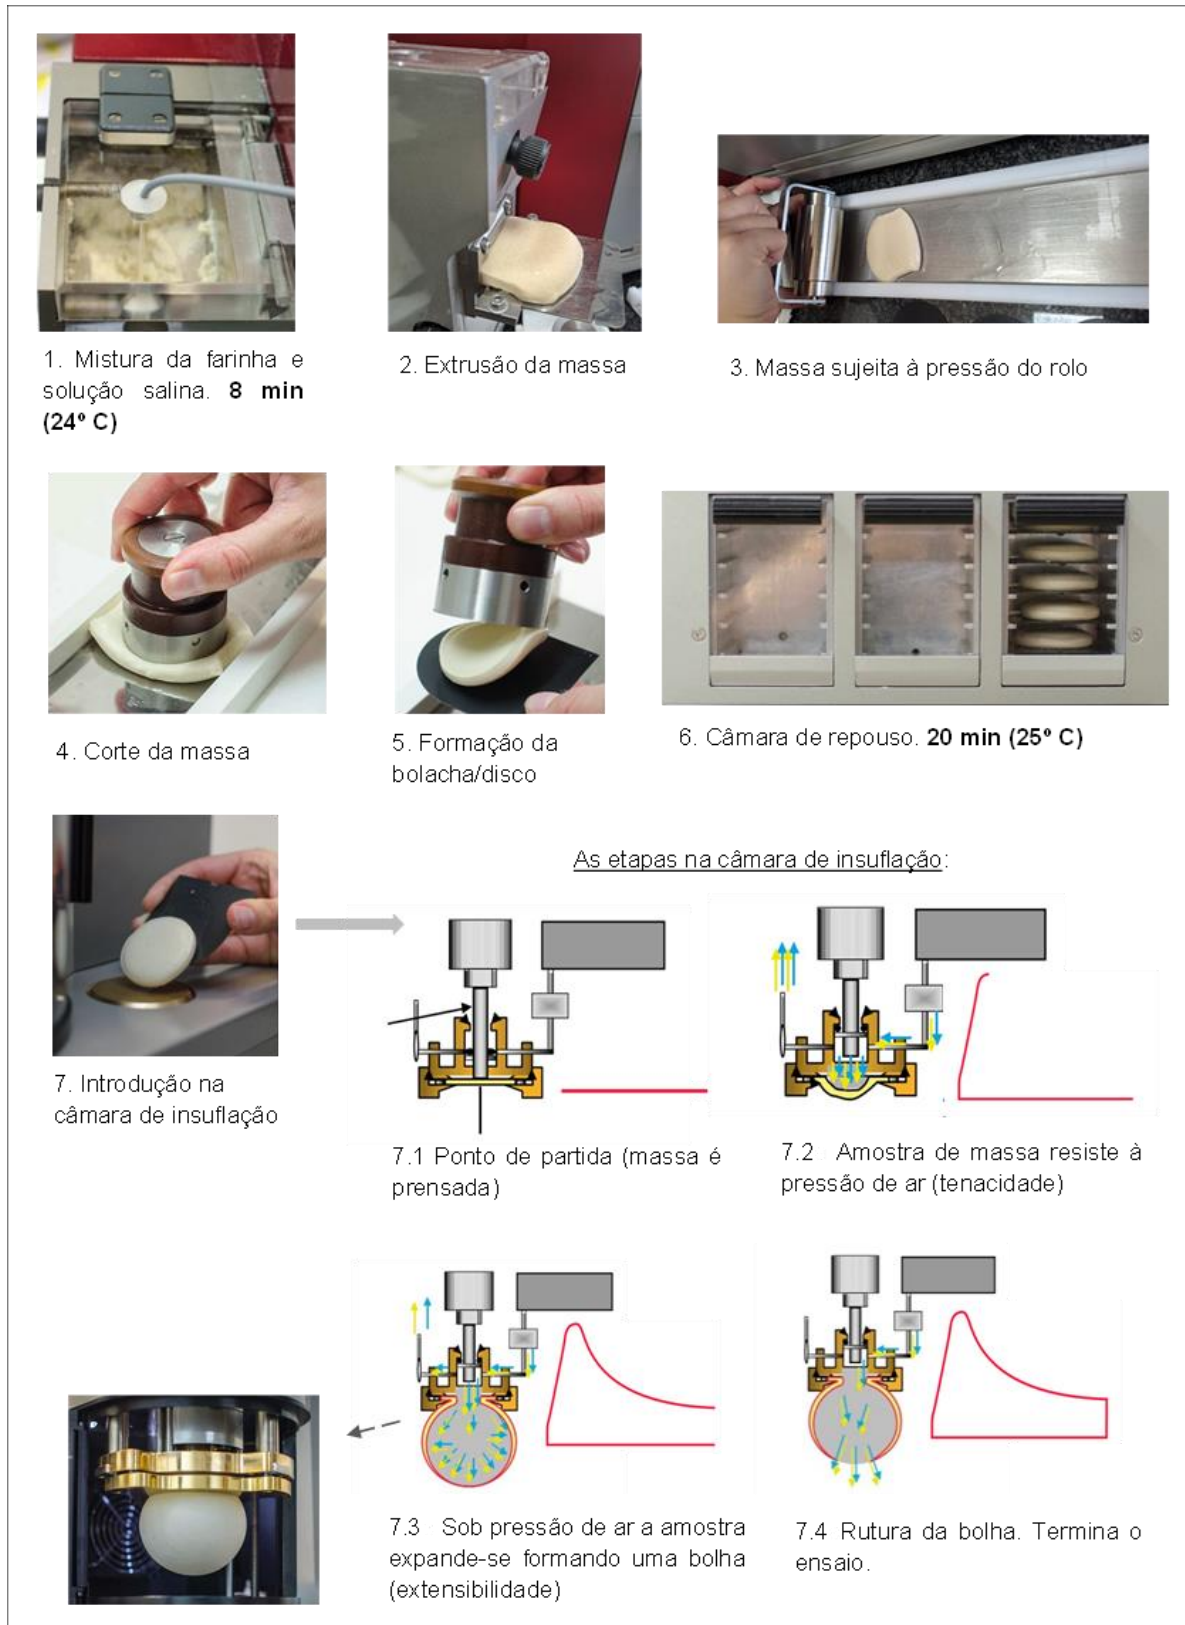 1. Mistura da farinha e
solução salina. 8 min
(24º C)
2. Extrusão da massa
3. Massa sujeita à pressão do rolo
4. Corte da massa
5. Formação da
bolacha/disco
6. Câmara de repouso. 20 min (25º C)
7. Introdução na
câmara de insuflação
As etapas na câmara de insuflação:
7.1 Ponto de partida (massa é
prensada)
7.2 Amostra de massa resiste à
pressão de ar (tenacidade)
7.3 Sob pressão de ar a amostra
expande-se formando uma bolha
(extensibilidade)
7.4 Rutura da bolha. Termina o
ensaio.